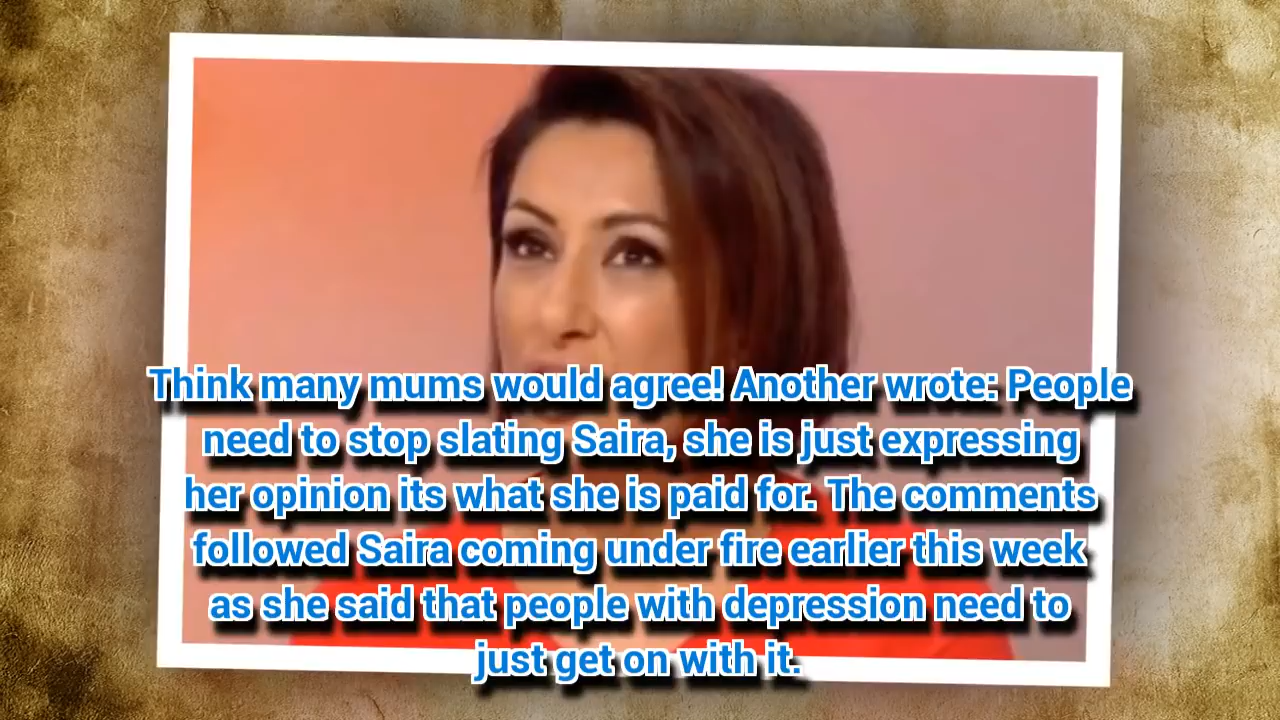 Think many mums would agree! Another wrote: People
need to stop slating Saira, she is just expressing
her opinion its what she is paid for. The comments
followed Saira coming under fire earlier this week
as she said that people with depression need to
just get on with it.